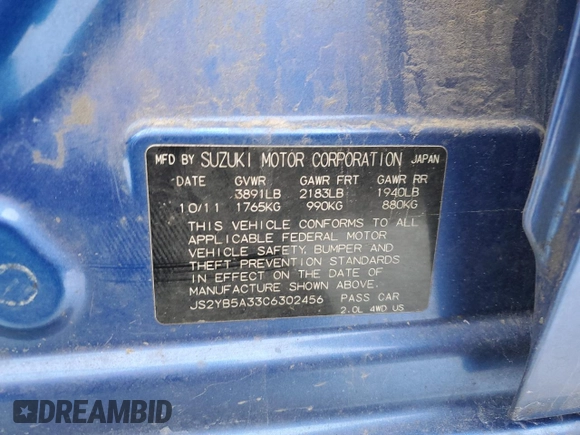 MFD BY SUZUKI MOTOR CORPORATION JAPAN
DATE GVWR GAWR FRT GAWR RR
3891LB 2183LB 1940LB
10/11 1765KG 990KG 880KG
THIS VEHICLE CONFORMS TO ALL
APPLICABLE FEDERAL MOTOR
VEHICLE SAFETY, BUMPER AND
THEFT PREVENTION STANDARDS
IN EFFECT ON THE DATE OF
MANUFACTURE SHOWN ABOVE.
JS2YB5A33C6302456 PASS CAR
2.0L 4WD US
DREAMBID